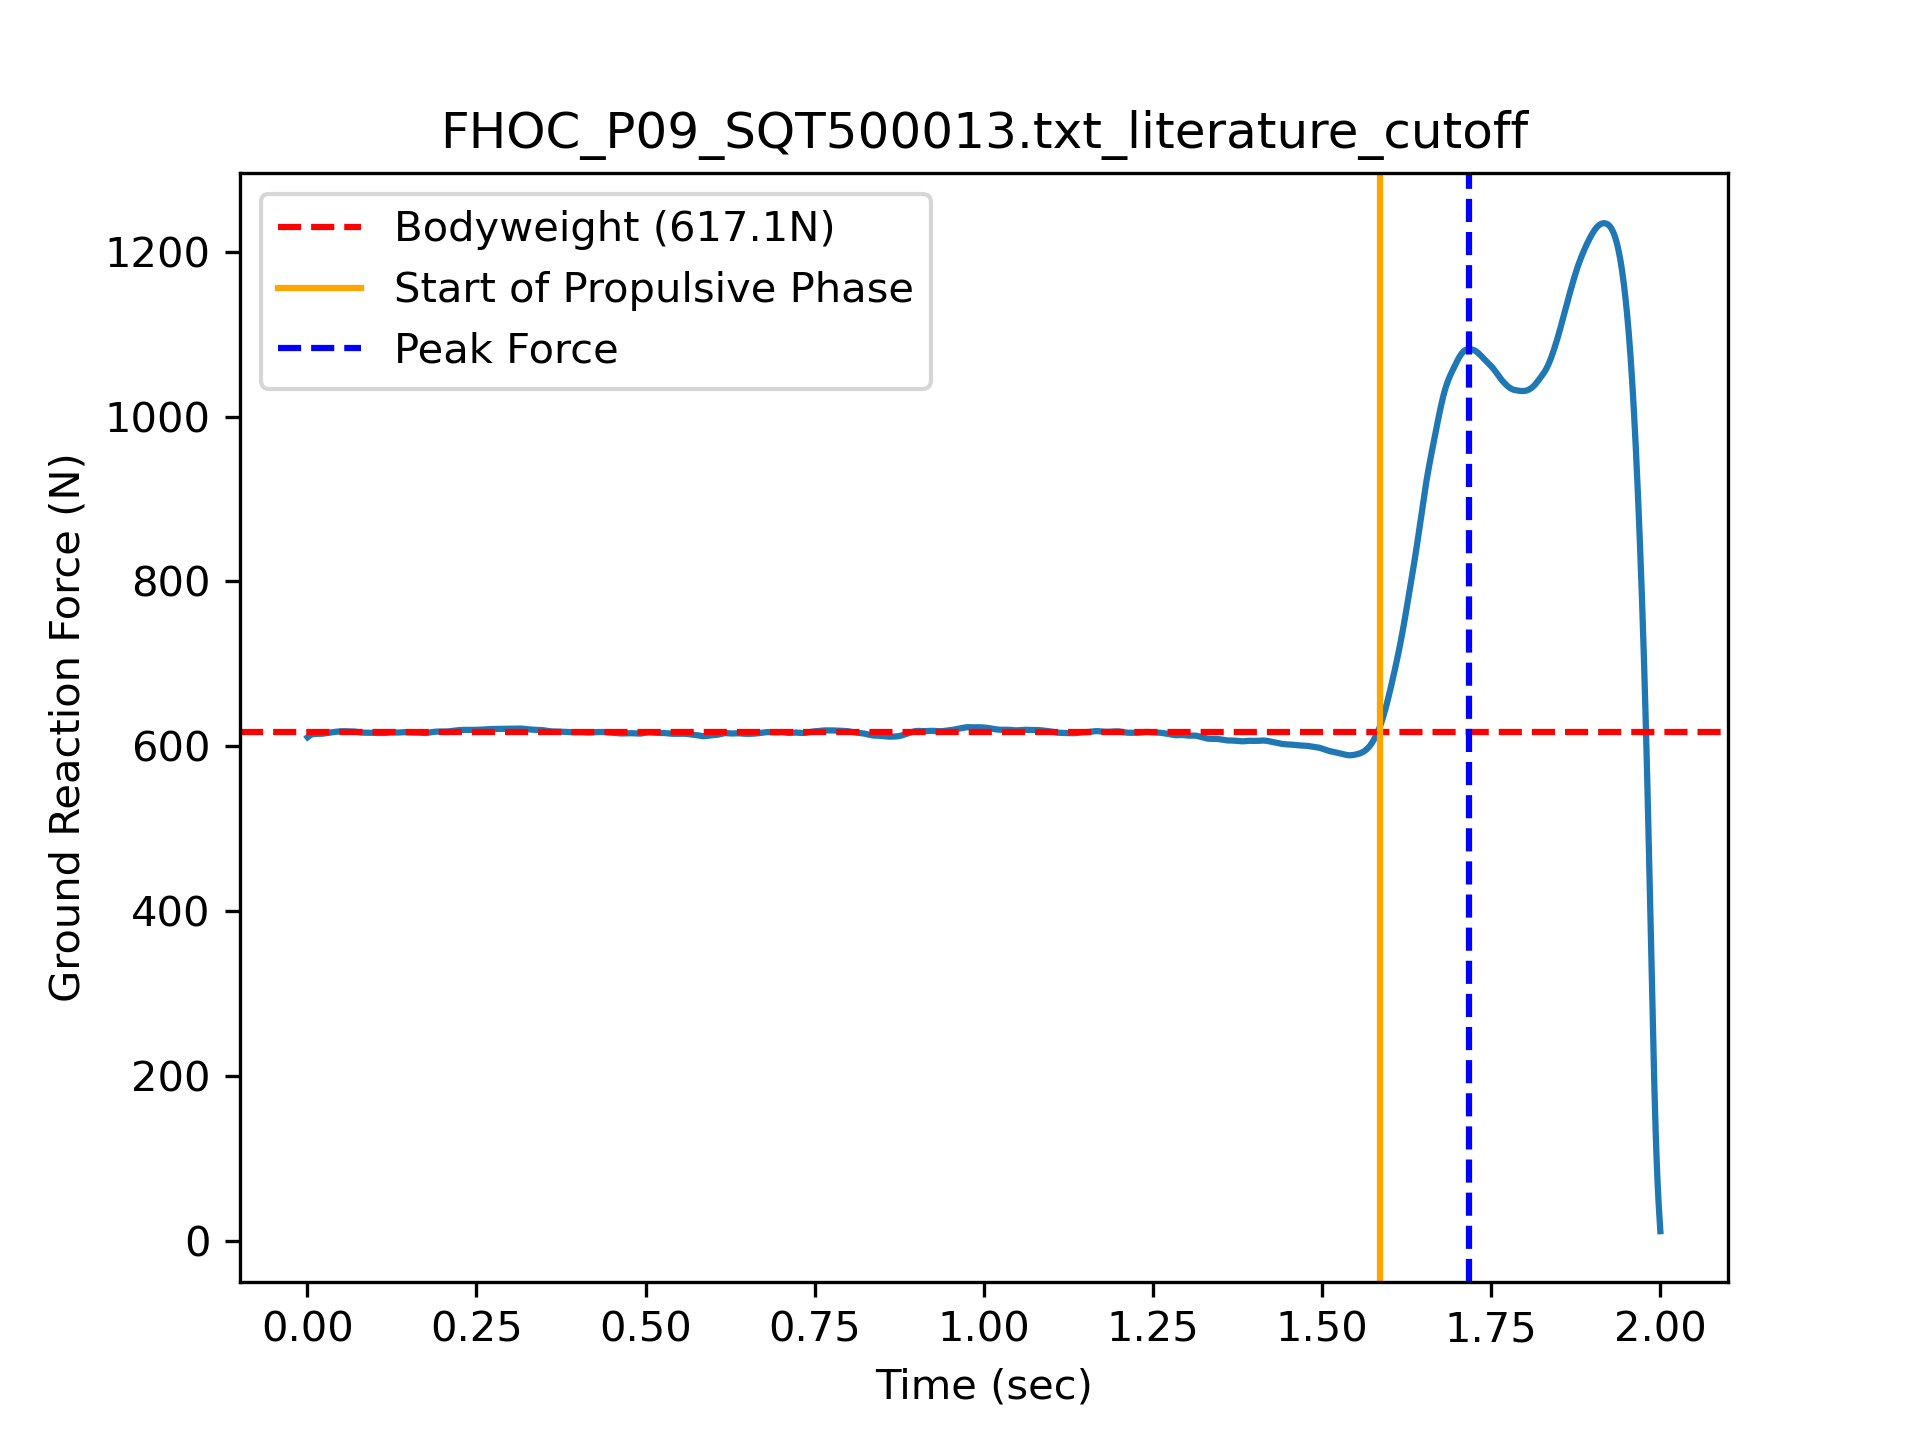 FHOC_P09_SQT500013.txt_literature_cutoff
Bodyweight (617.1N)
Start of Propulsive Phase
Peak Force
Ground Reaction Force (N)
1200
1000
800
600
400
200
0
0.00 0.25 0.50 0.75 1.00 1.25 1.50 1.75 2.00
Time (sec)